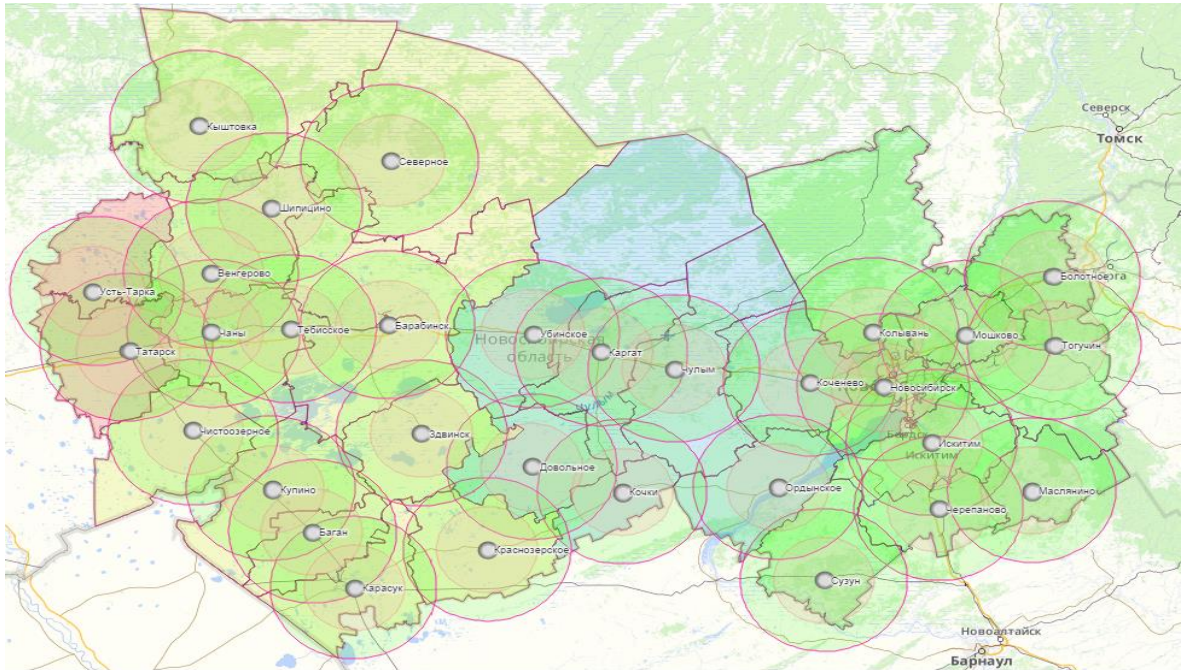 Северск
Томск
Кыштовка
Северное
Шипицино
Венгерово
Болотное
Усть-Тарка
Чаны
Тебисское
Барабинск
Убинское
Колывань
Мошково
Новосибирская
область
Тогучин
Татарск
Каргат
Чулым
Коченево
Новосибирск
Чулым
Чистоозерное
Здвинск
Искитим
Искитим
Довольное
Купино
Кочки
Ордынское
Маслянино
Черепаново
Баган
Краснозерское
Карасук
Сузун
Новоалтайск
Барнаул